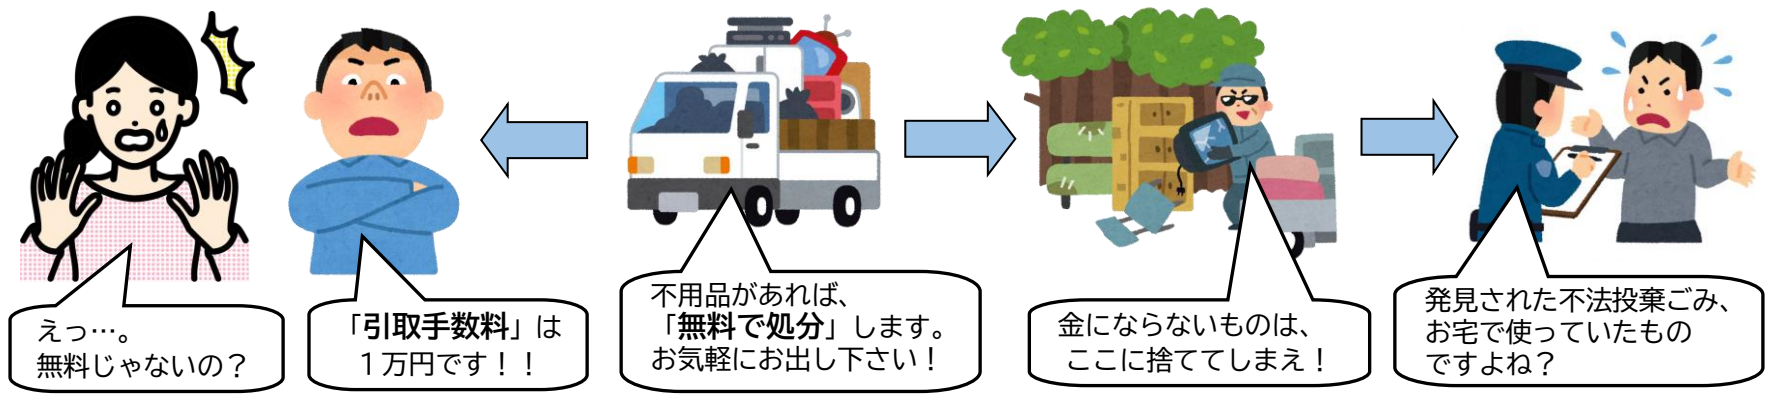 えっ…。
無料じゃないの？
「引取手数料」は
１万円です！！
不用品があれば、
「無料で処分」します。
お気軽にお出し下さい！
金にならないものは、
ここに捨ててしまえ！
発見された不法投棄ごみ、
お宅で使っていたもの
ですよね？